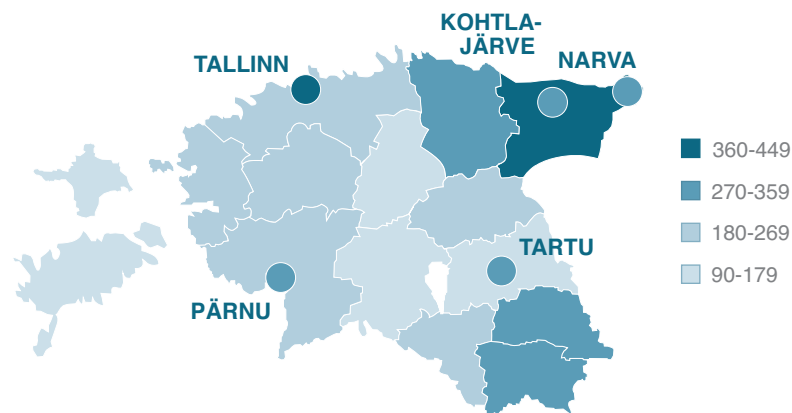 KOHTLA-
JÄRVE
NARVA
TALLINN
TARTU
PÄRNU
360-449
270-359
180-269
90-179